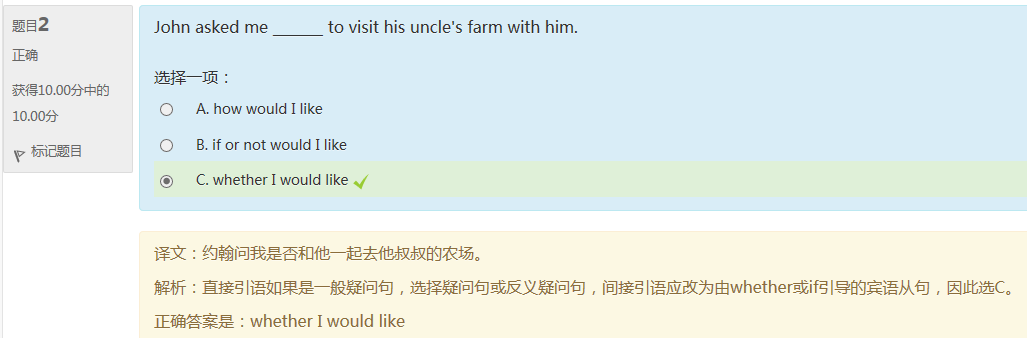 题目2
正确
获得10.00分中的
10.00分
标记题目
John asked me ______ to visit his uncle's farm with him.
选择一项：
A. how would I like
B. if or not would I like
C. whether I would like
译文：约翰问我是否和他一起去他叔叔的农场。
解析：直接引语如果是一般疑问句，选择疑问句或反义疑问句，间接引语应改为由whether或if引导的宾语从句，因此选C。
正确答案是：whether I would like